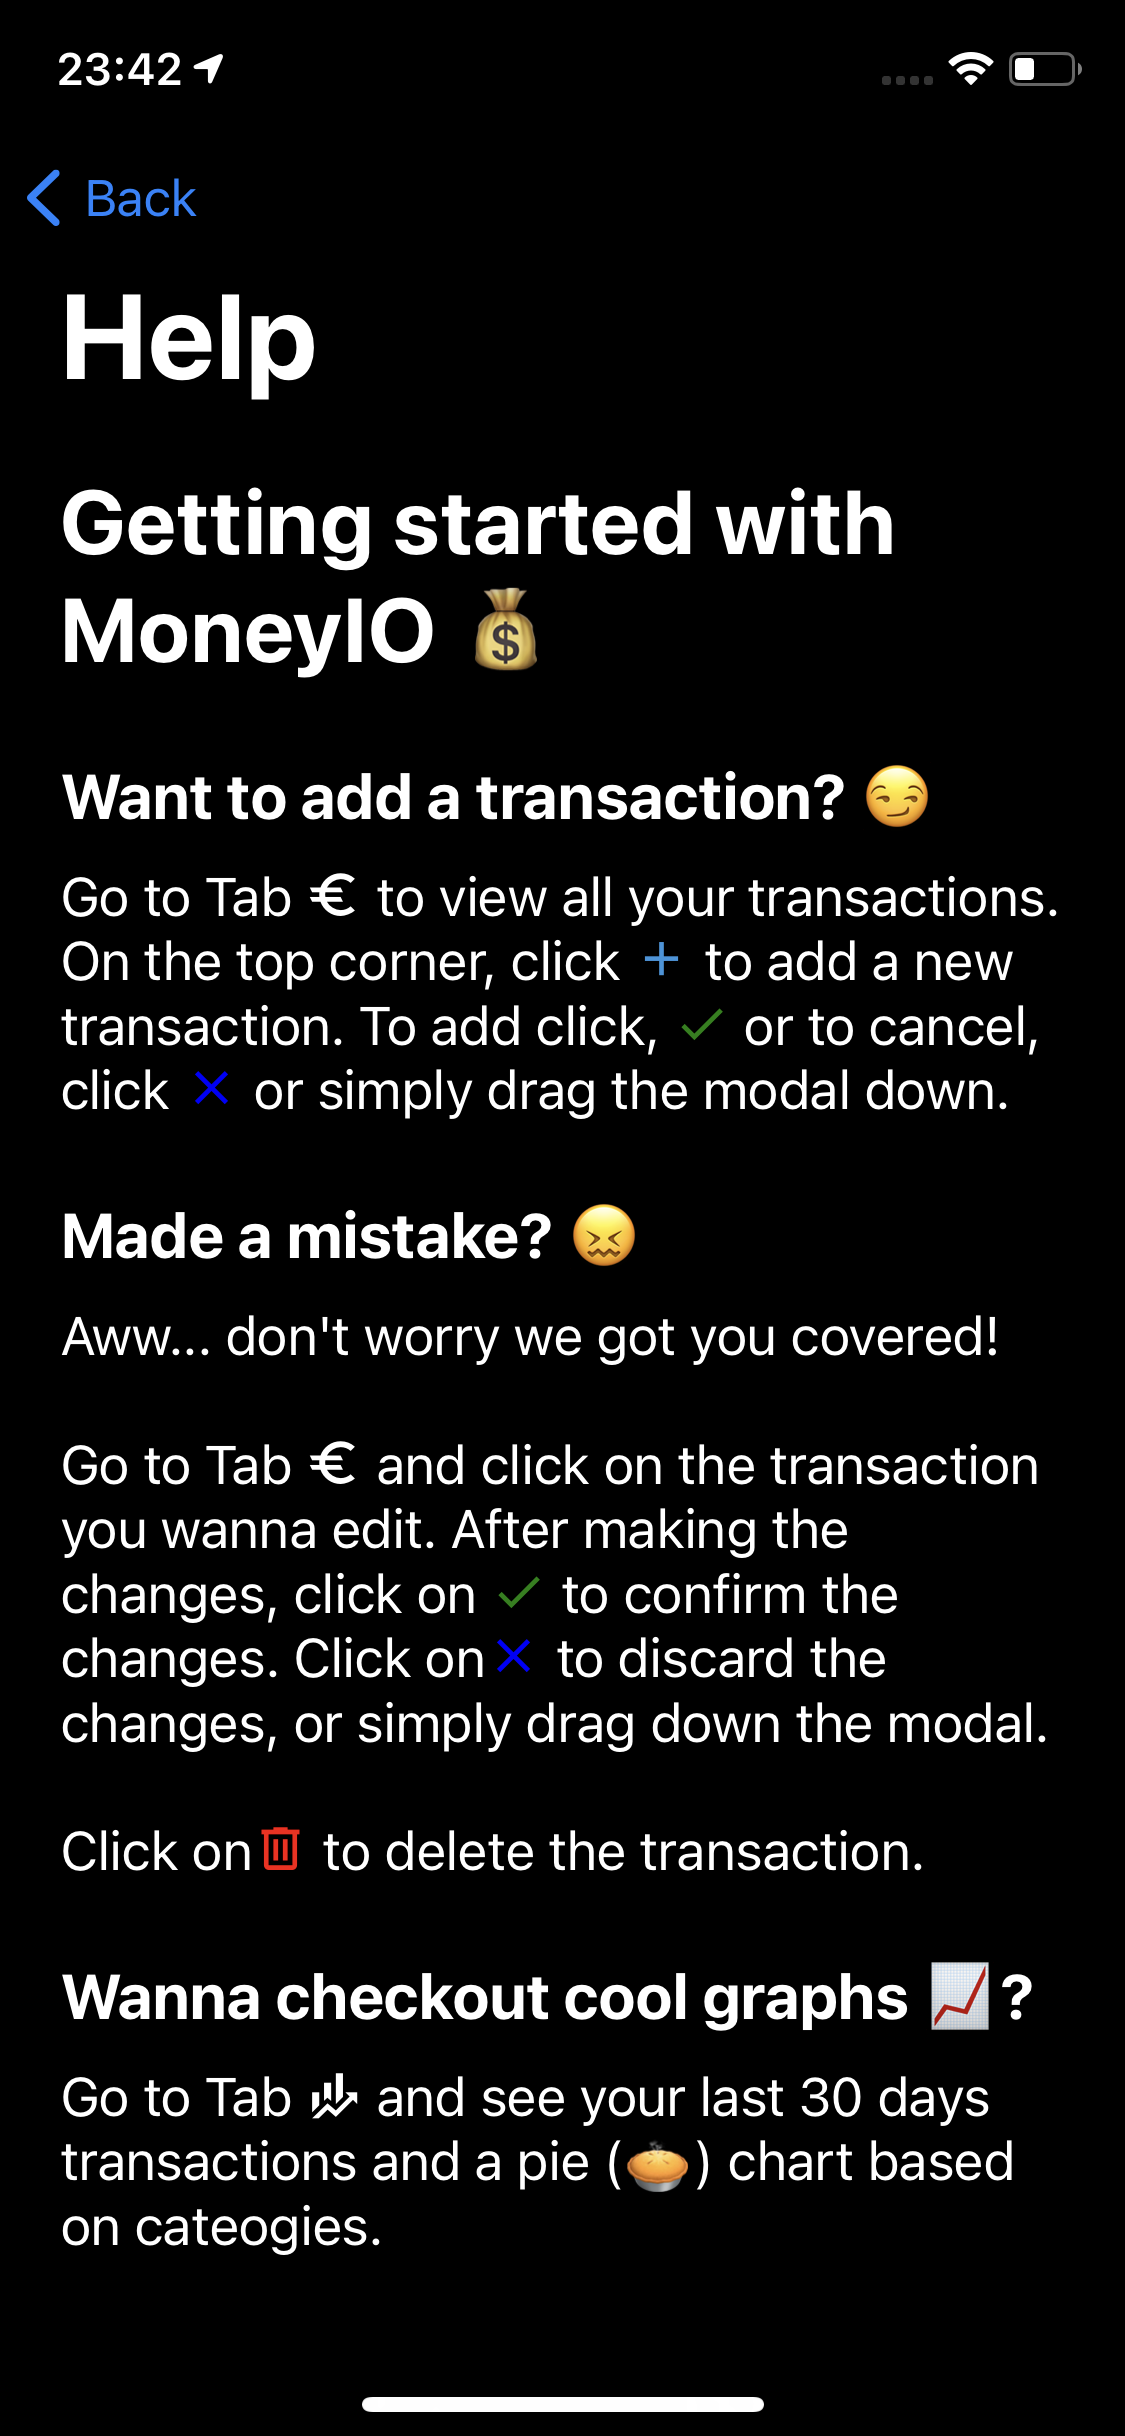 23:42
Back
Help
Getting started with
MoneyIO 💰
Want to add a transaction? 😏
Go to Tab € to view all your transactions.
On the top corner, click + to add a new
transaction. To add click, ✓ or to cancel,
click ✕ or simply drag the modal down.
Made a mistake? 😖
Aww... don't worry we got you covered!
Go to Tab € and click on the transaction
you wanna edit. After making the
changes, click on ✓ to confirm the
changes. Click on ✕ to discard the
changes, or simply drag down the modal.
Click on to delete the transaction.
Wanna checkout cool graphs 📈?
Go to Tab and see your last 30 days
transactions and a pie (🥧) chart based
on cateogies.